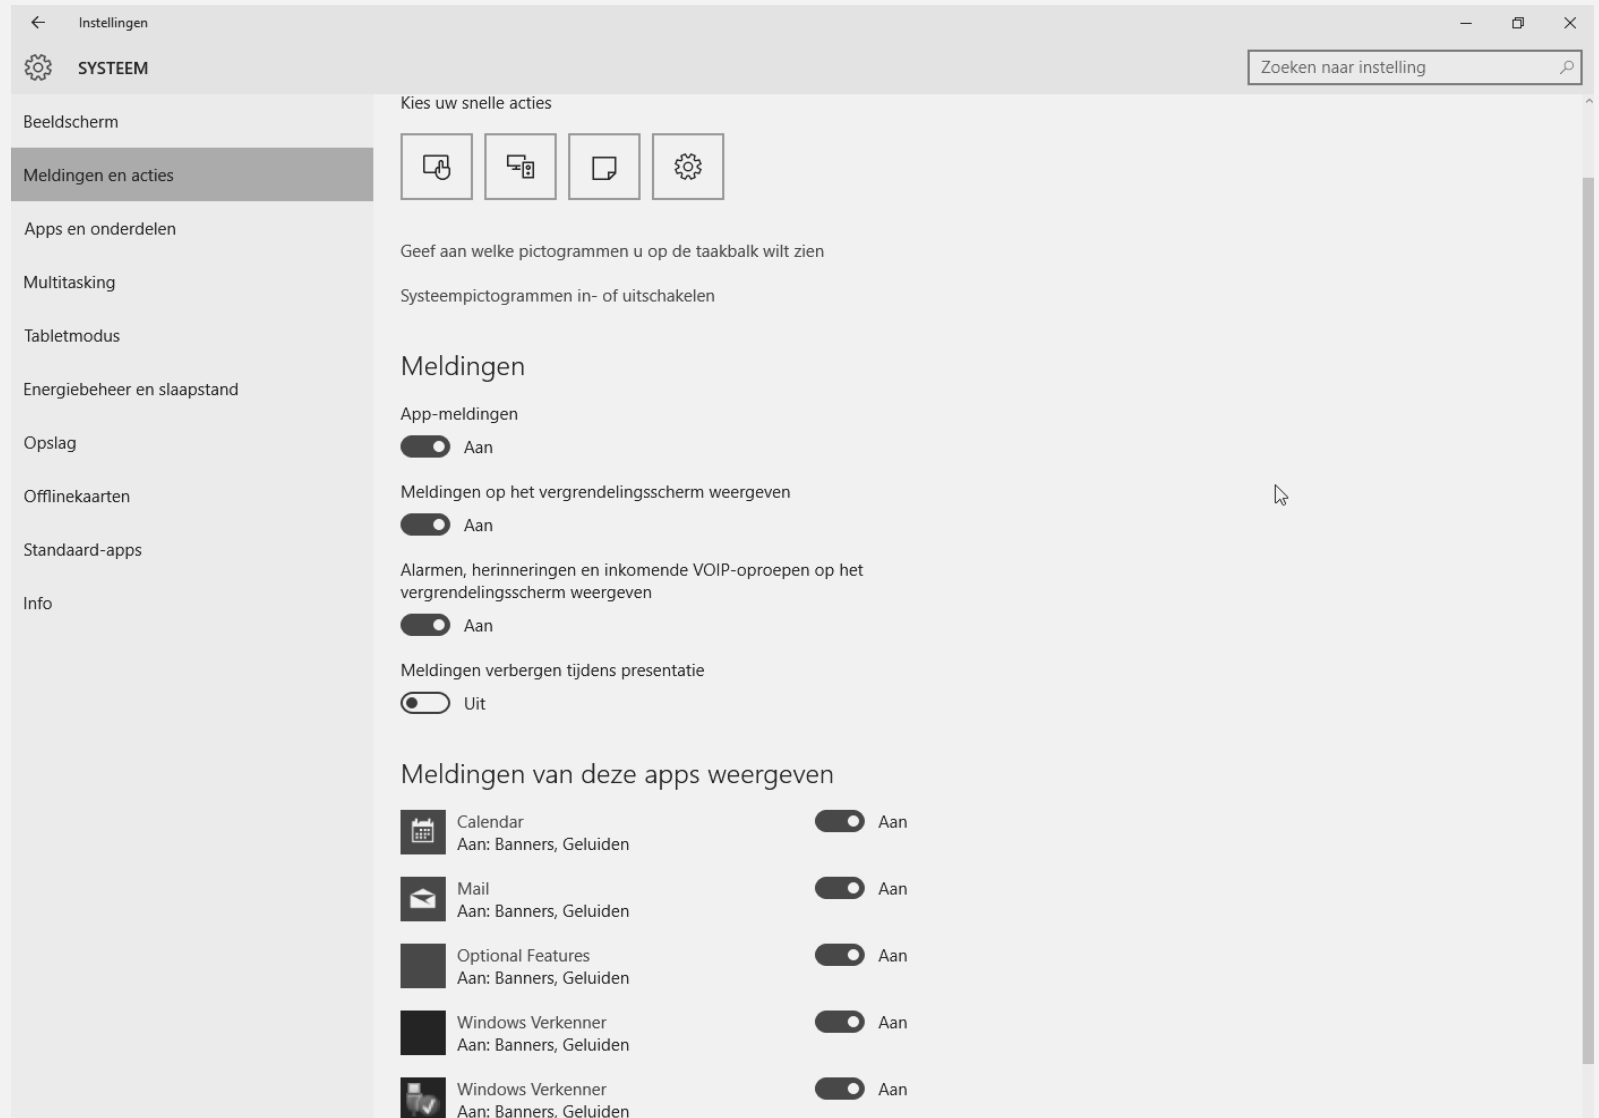 Instellingen
SYSTEEM
Zoeken naar instelling
Beeldscherm
Meldingen en acties
Apps en onderdelen
Multitasking
Tabletmodus
Energiebeheer en slaapstand
Opslag
Offlinekaarten
Standaard-apps
Info
Kies uw snelle acties
Geef aan welke pictogrammen u op de taakbalk wilt zien
Systeempictogrammen in- of uitschakelen
Meldingen
App-meldingen
Aan
Meldingen op het vergrendelingsscherm weergeven
Aan
Alarmen, herinneringen en inkomende VOIP-oproepen op het
vergrendelingsscherm weergeven
Aan
Meldingen verbergen tijdens presentatie
Uit
Meldingen van deze apps weergeven
Calendar
Aan: Banners, Geluiden
Aan
Mail
Aan: Banners, Geluiden
Aan
Optional Features
Aan: Banners, Geluiden
Aan
Windows Verkenner
Aan: Banners, Geluiden
Aan
Windows Verkenner
Aan: Banners, Geluiden
Aan